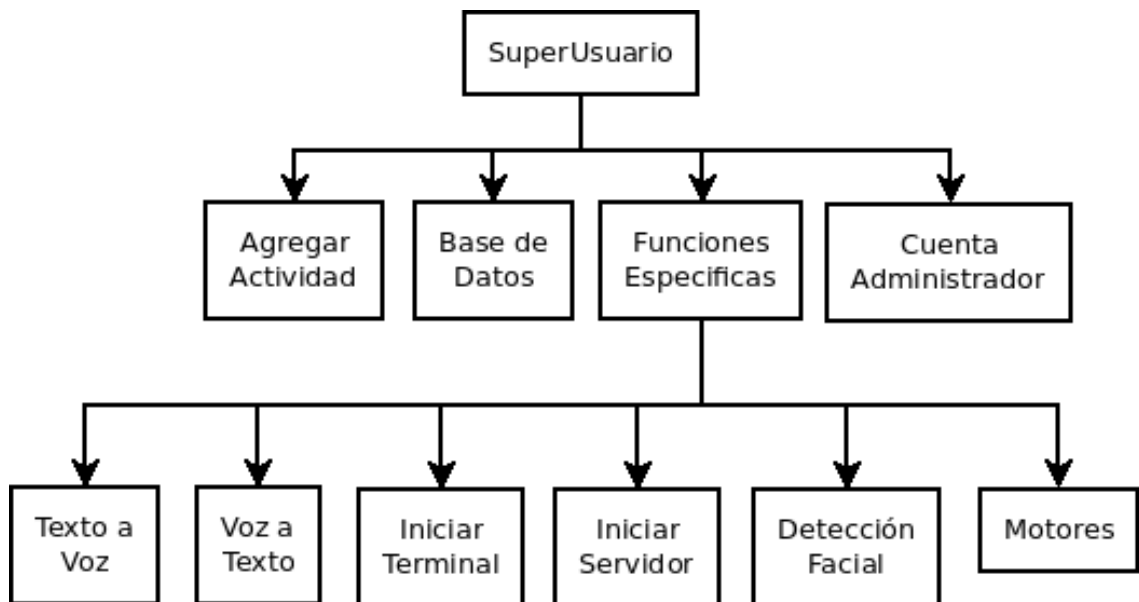 SuperUsuario
Agregar
Actividad
Base de
Datos
Funciones
Especificas
Cuenta
Administrador
Texto a
Voz
Voz a
Texto
Iniciar
Terminal
Iniciar
Servidor
Detección
Facial
Motores